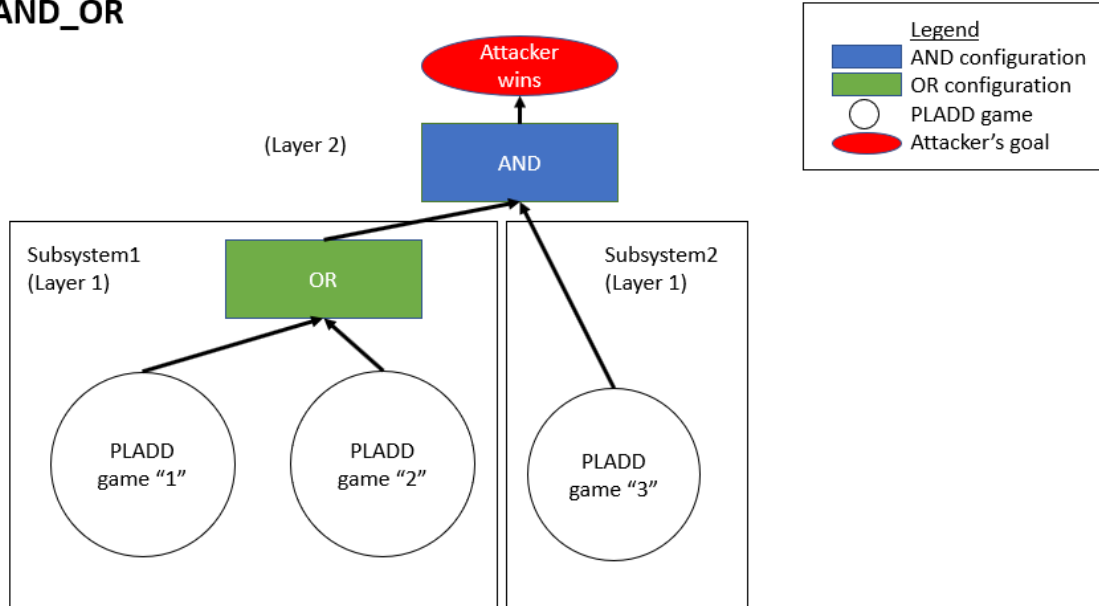 AND_OR
Legend
AND configuration
OR configuration
PLADD game
Attacker's goal
Attacker
wins
(Layer 2)
AND
Subsystem1
(Layer 1)
OR
Subsystem2
(Layer 1)
PLADD
game “1”
PLADD
game “2”
PLADD
game “3”